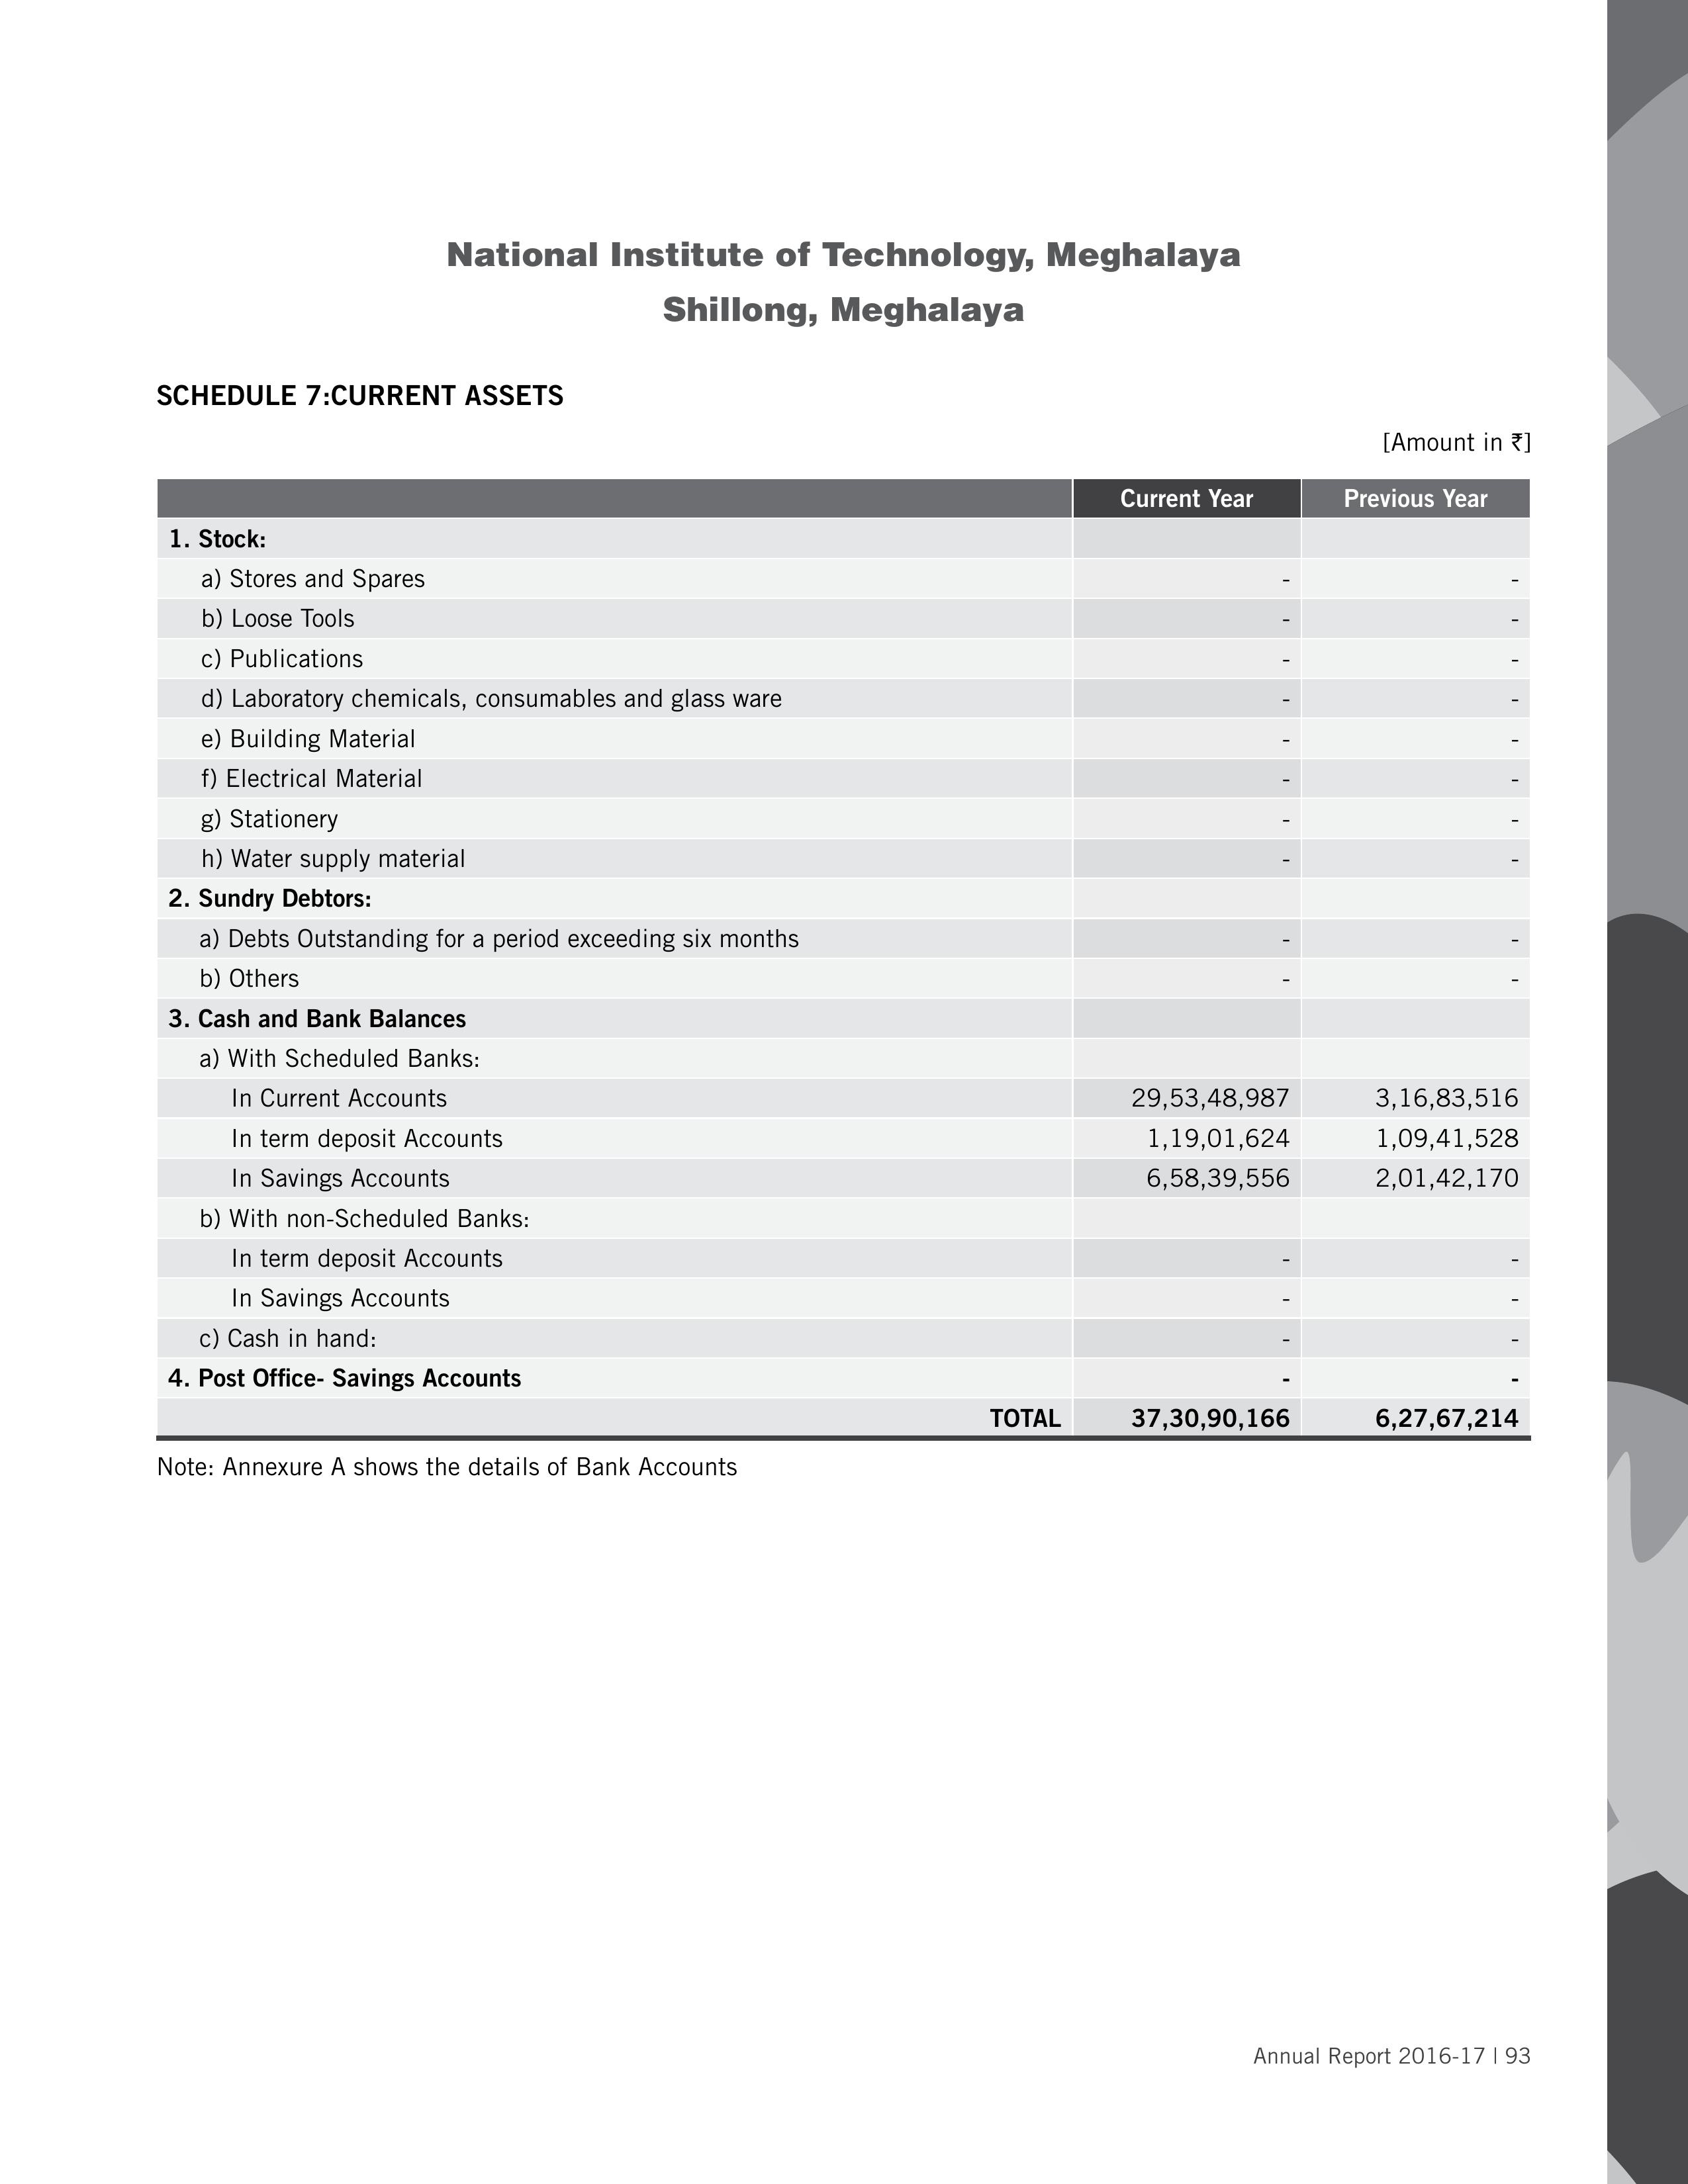 National Institute of Technology, Meghalaya
Shillong, Meghalaya
SCHEDULE 7:CURRENT ASSETS
[Amount in ₹]
Current Year Previous Year
1. Stock:
a) Stores and Spares - -
b) Loose Tools - -
c) Publications - -
d) Laboratory chemicals, consumables and glass ware - -
e) Building Material - -
f) Electrical Material - -
g) Stationery - -
h) Water supply material - -
2. Sundry Debtors:
a) Debts Outstanding for a period exceeding six months - -
b) Others - -
3. Cash and Bank Balances
a) With Scheduled Banks:
In Current Accounts 29,53,48,987 3,16,83,516
In term deposit Accounts 1,19,01,624 1,09,41,528
In Savings Accounts 6,58,39,556 2,01,42,170
b) With non-Scheduled Banks:
In term deposit Accounts - -
In Savings Accounts - -
c) Cash in hand: - -
4. Post Office- Savings Accounts - -
TOTAL 37,30,90,166 6,27,67,214
Note: Annexure A shows the details of Bank Accounts
Annual Report 2016-17 | 93